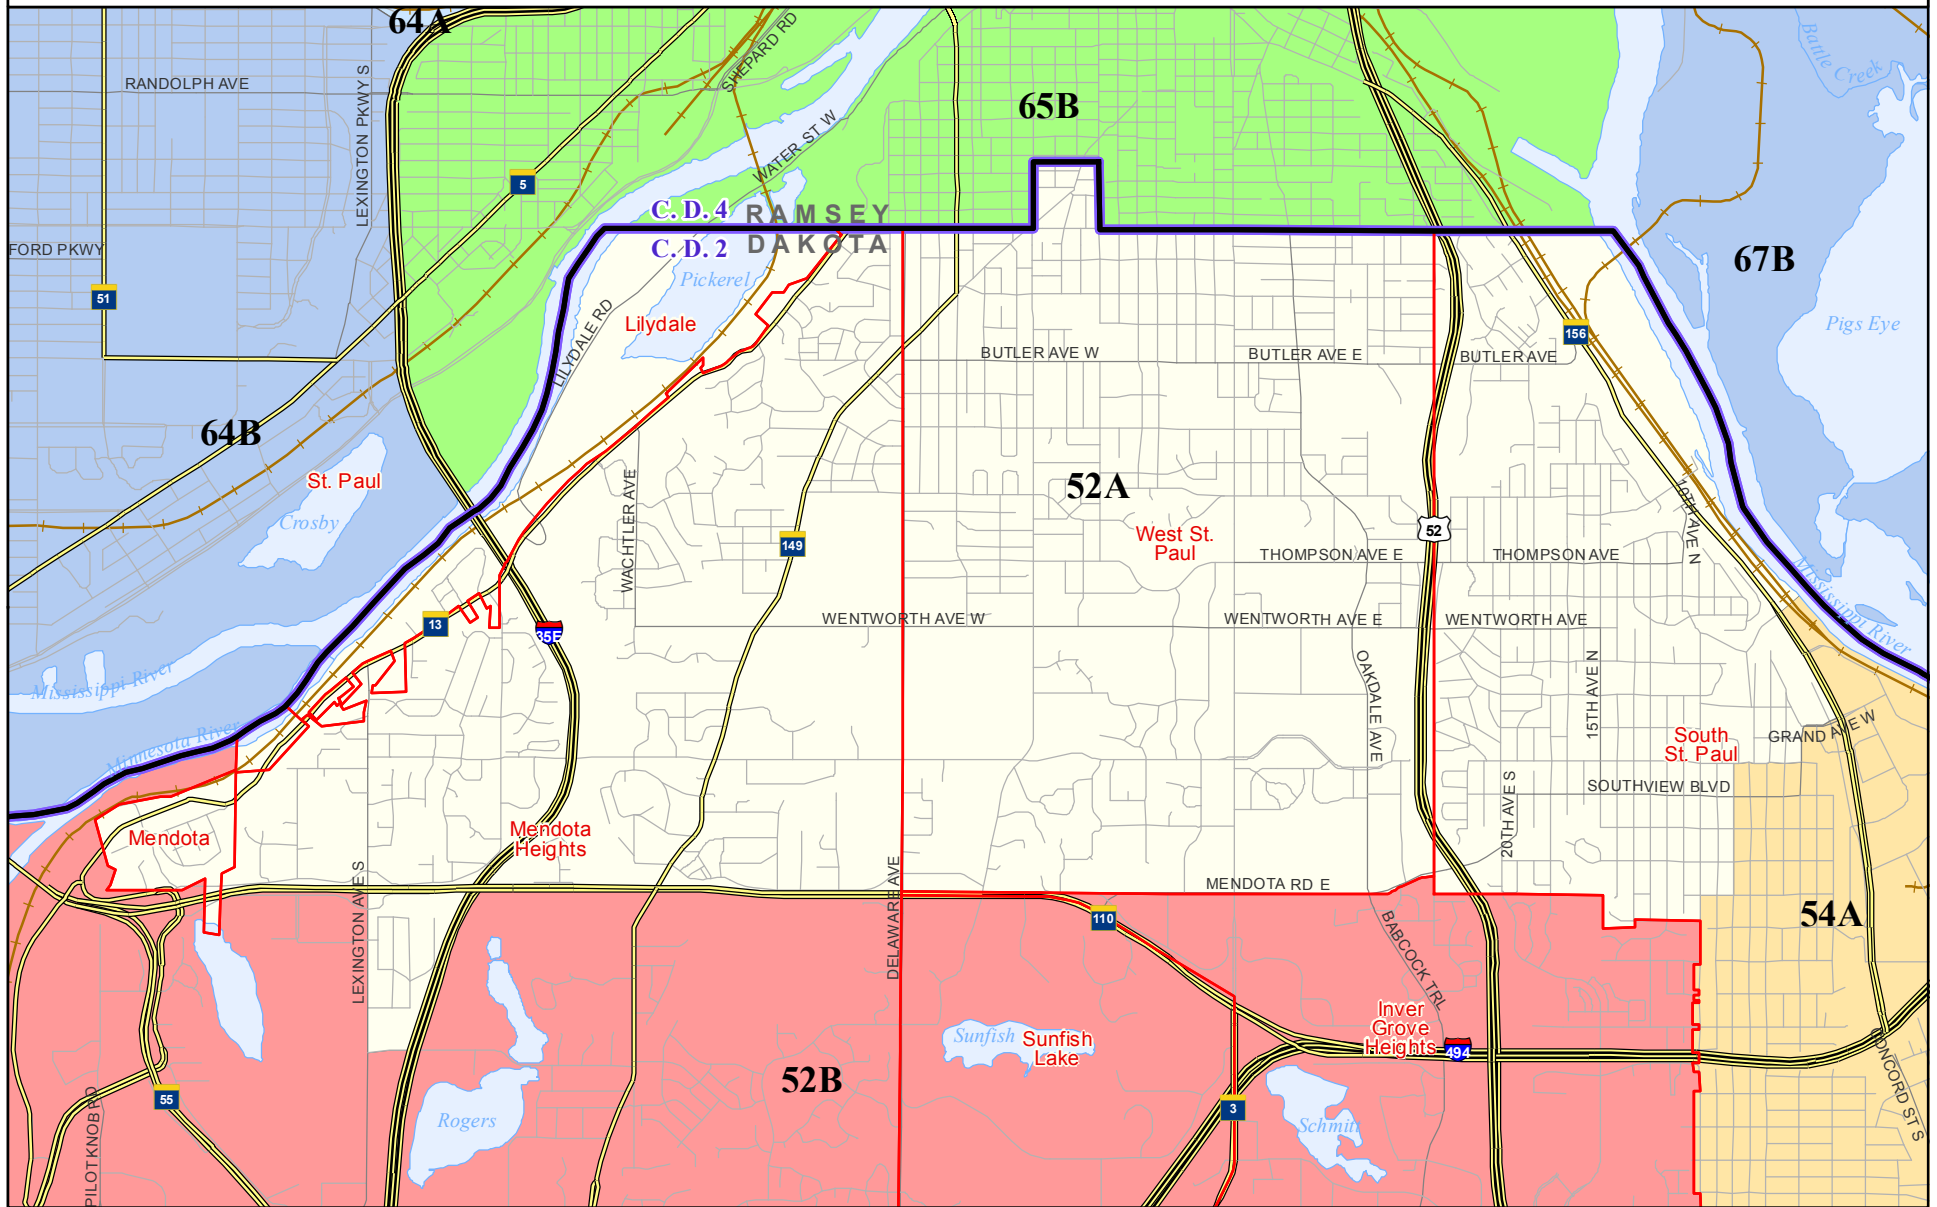 64A
Battle Creek
SHEPARD RD
RANDOLPH AVE
LEXINGTON PKWY S
65B
WATER ST W
5
C. D. 4
RAMSEY
C. D. 2
DAKOTA
FORD PKWY
67B
Pickerel
51
Lilydale
Pigs Eye
156
LILYDALE RD
BUTLER AVE W
BUTLER AVE E
BUTLER AVE
64B
St. Paul
52A
Crosby
WACHTLER AVE
10TH AVE N
52
West St.
Paul
149
THOMPSON AVE E
THOMPSON AVE
Mississippi River
13
35E
WENTWORTH AVE W
WENTWORTH AVE E
WENTWORTH AVE
Mississippi River
OAKDALE AVE
15TH AVE N
Minnesota River
South
St. Paul
GRAND AVE W
SOUTHVIEW BLVD
20TH AVE S
Mendota
Mendota
Heights
LEXINGTON AVE S
DELAWARE AVE
MENDOTA RD E
110
54A
BABCOCK TRL
Sunfish
Sunfish
Lake
Inver
Grove
Heights
494
52B
CONCORD ST S
55
PILOT KNOB RD
Rogers
3
Schmitt